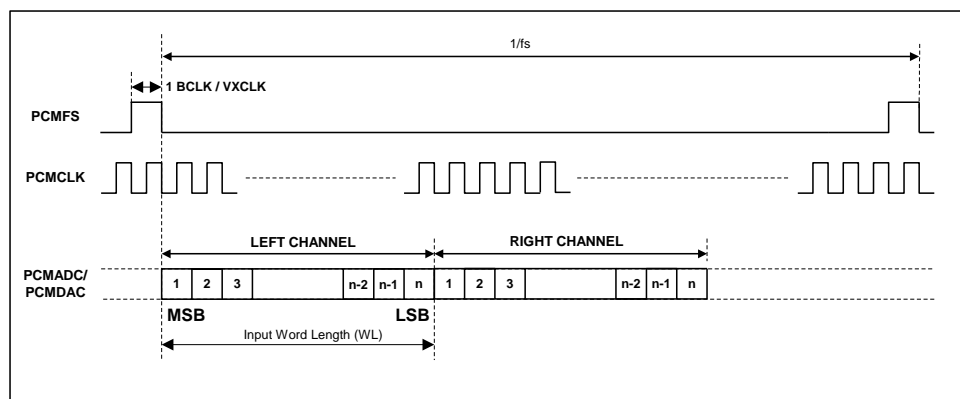 1/fs
1 BCLK / VXCLK
PCMFS
PCMCLK
LEFT CHANNEL
RIGHT CHANNEL
PCMADC/
PCMDAC
1 2 3 n-2 n-1 n 1 2 3 n-2 n-1 n
MSB
LSB
Input Word Length (WL)